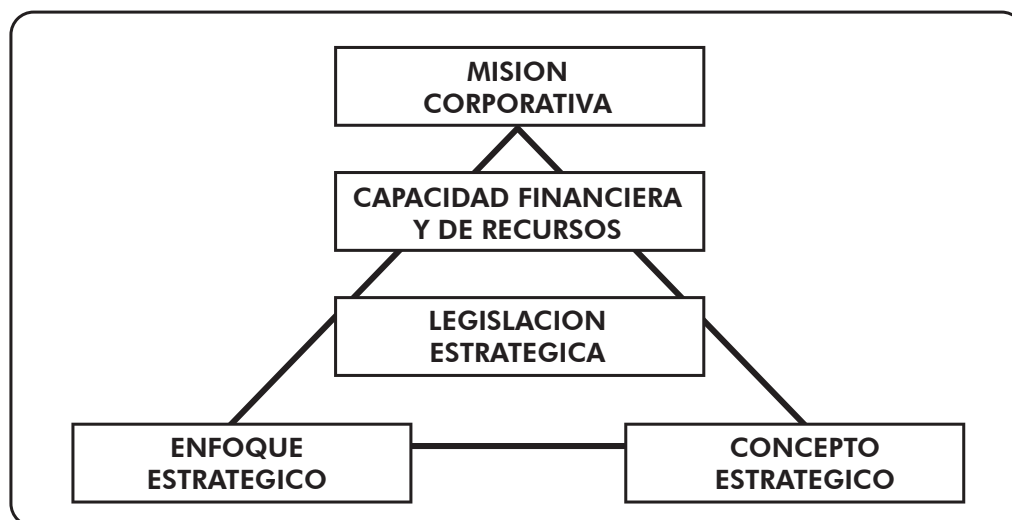 MISION
CORPORATIVA
CAPACIDAD FINANCIERA
Y DE RECURSOS
LEGISLACION
ESTRATEGICA
ENFOQUE
ESTRATEGICO
CONCEPTO
ESTRATEGICO